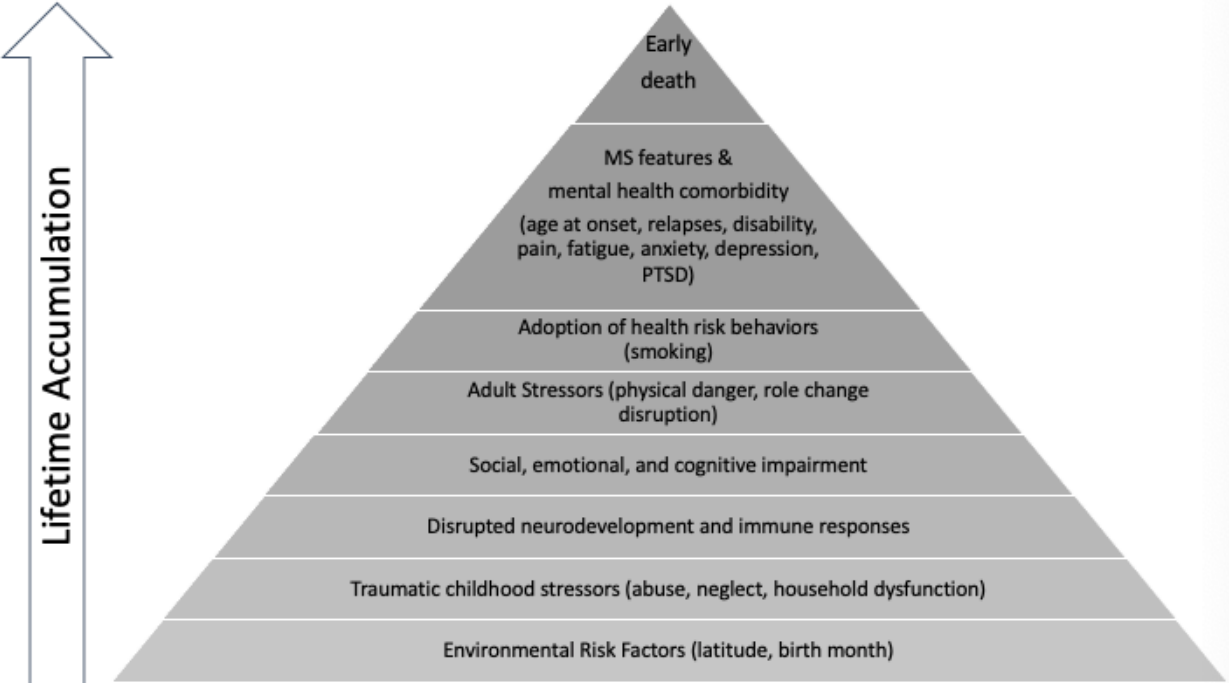 Lifetime Accumulation
Early
death
MS features &
mental health comorbidity
(age at onset, relapses, disability,
pain, fatigue, anxiety, depression,
PTSD)
Adoption of health risk behaviors
(smoking)
Adult Stressors (physical danger, role change
disruption)
Social, emotional, and cognitive impairment
Disrupted neurodevelopment and immune responses
Traumatic childhood stressors (abuse, neglect, household dysfunction)
Environmental Risk Factors (latitude, birth month)